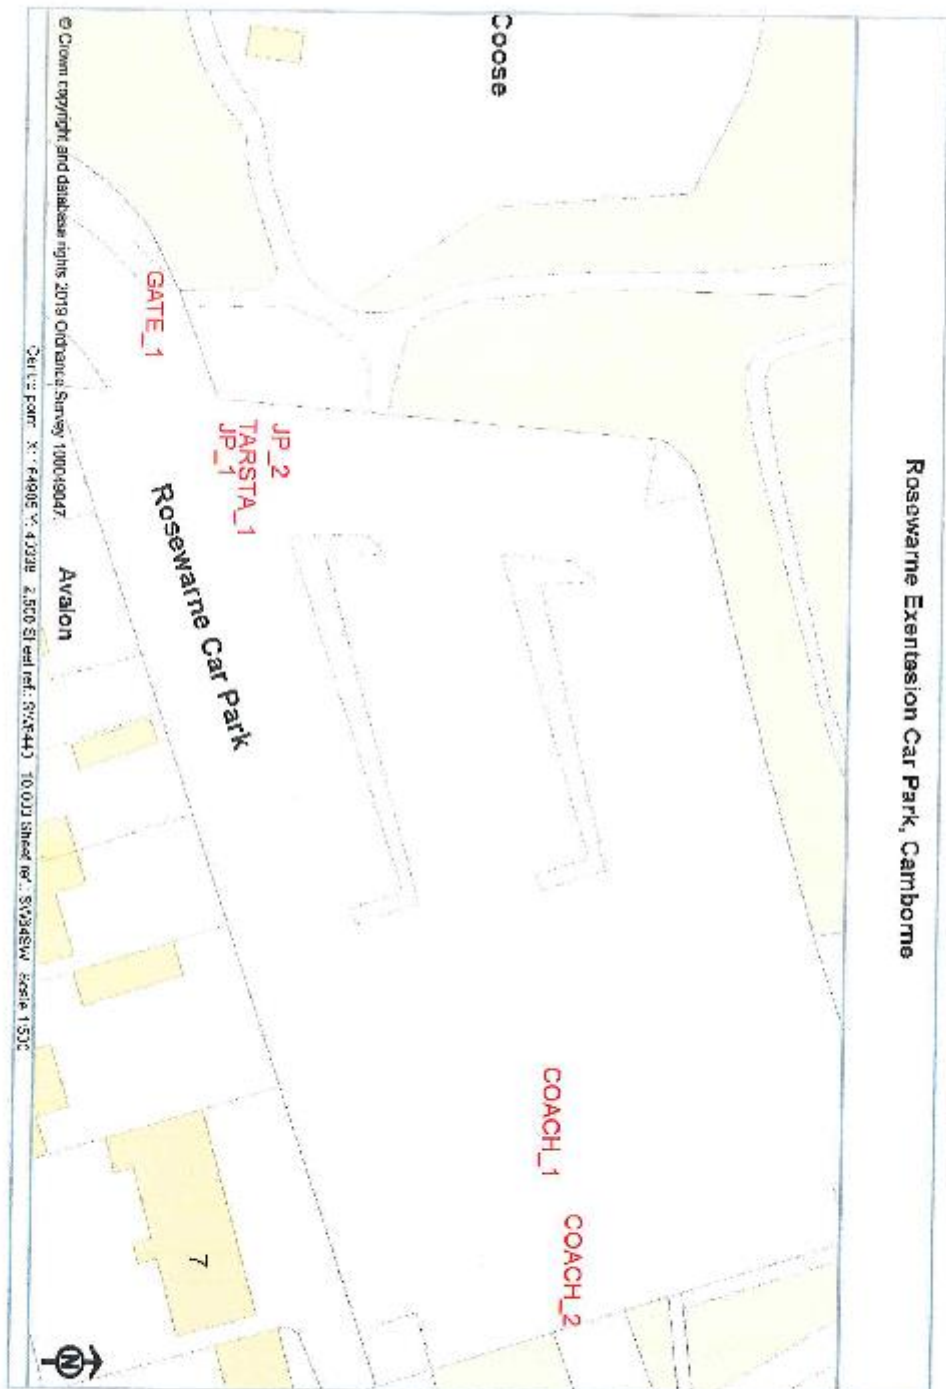 Rosewarne Exentesion Car Park, Camborne
Coose
COACH_1
COACH_2
JP_2
TARSTA_1
JP_1
GATE_1
Rosewarne Car Park
7
Avalon
N
© Crown copyright and database rights 2019 Ordnance Survey 100049047.